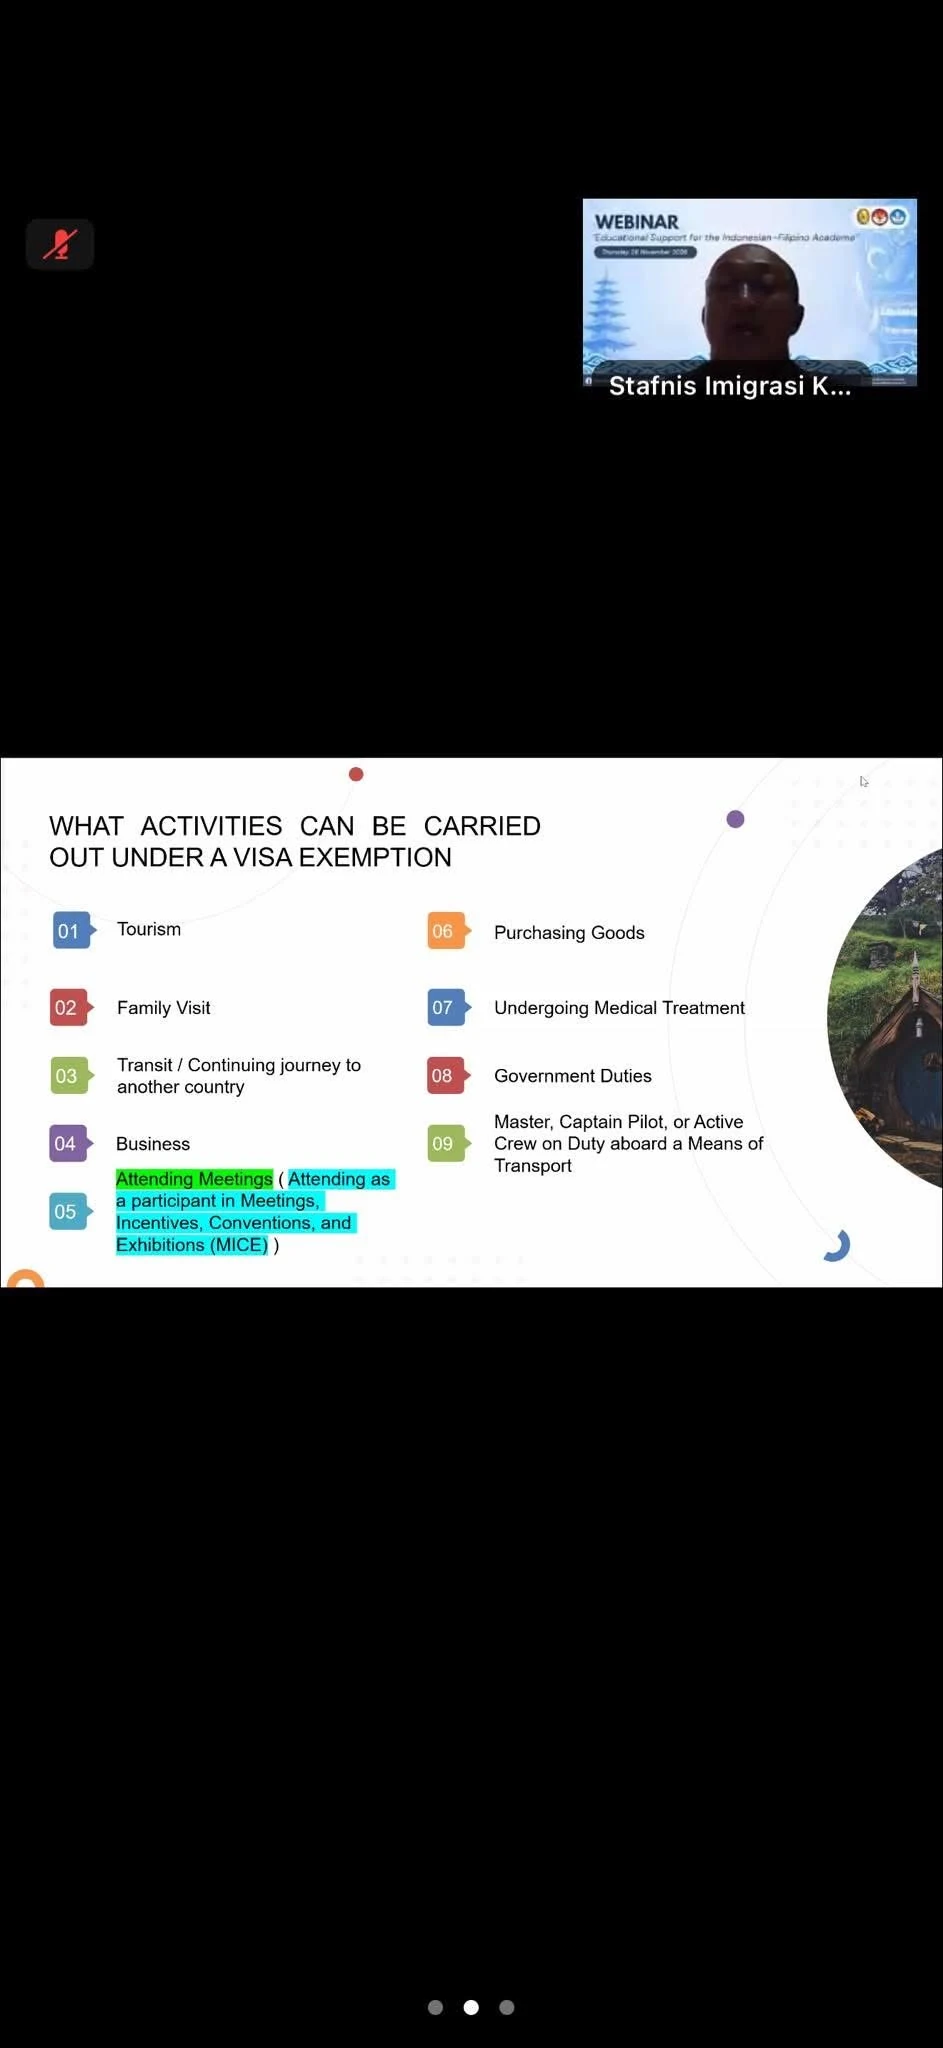 WEBINAR
"Educational Support for the Indonesian-Filipino Academe"
Stafnis Imigrasi K...
WHAT ACTIVITIES CAN BE CARRIED
OUT UNDER A VISA EXEMPTION
01 Tourism
02 Family Visit
03 Transit / Continuing journey to
another country
04 Business
05 Attending Meetings ( Attending as
a participant in Meetings,
Incentives, Conventions, and
Exhibitions (MICE) )
06 Purchasing Goods
07 Undergoing Medical Treatment
08 Government Duties
09 Master, Captain Pilot, or Active
Crew on Duty aboard a Means of
Transport